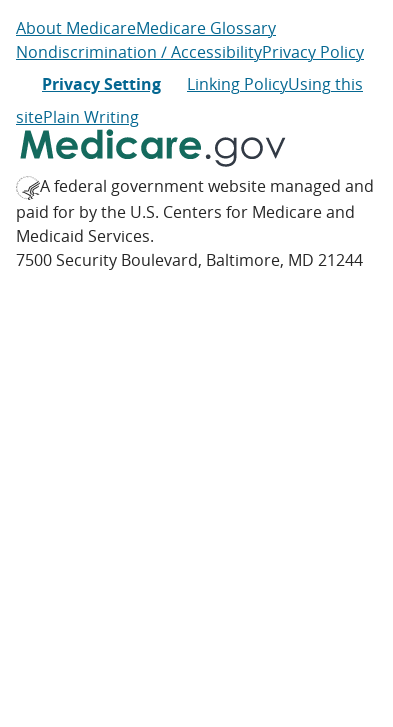 About MedicareMedicare Glossary
Nondiscrimination / AccessibilityPrivacy Policy
Privacy Setting Linking PolicyUsing this
sitePlain Writing
Medicare.gov
A federal government website managed and
paid for by the U.S. Centers for Medicare and
Medicaid Services.
7500 Security Boulevard, Baltimore, MD 21244